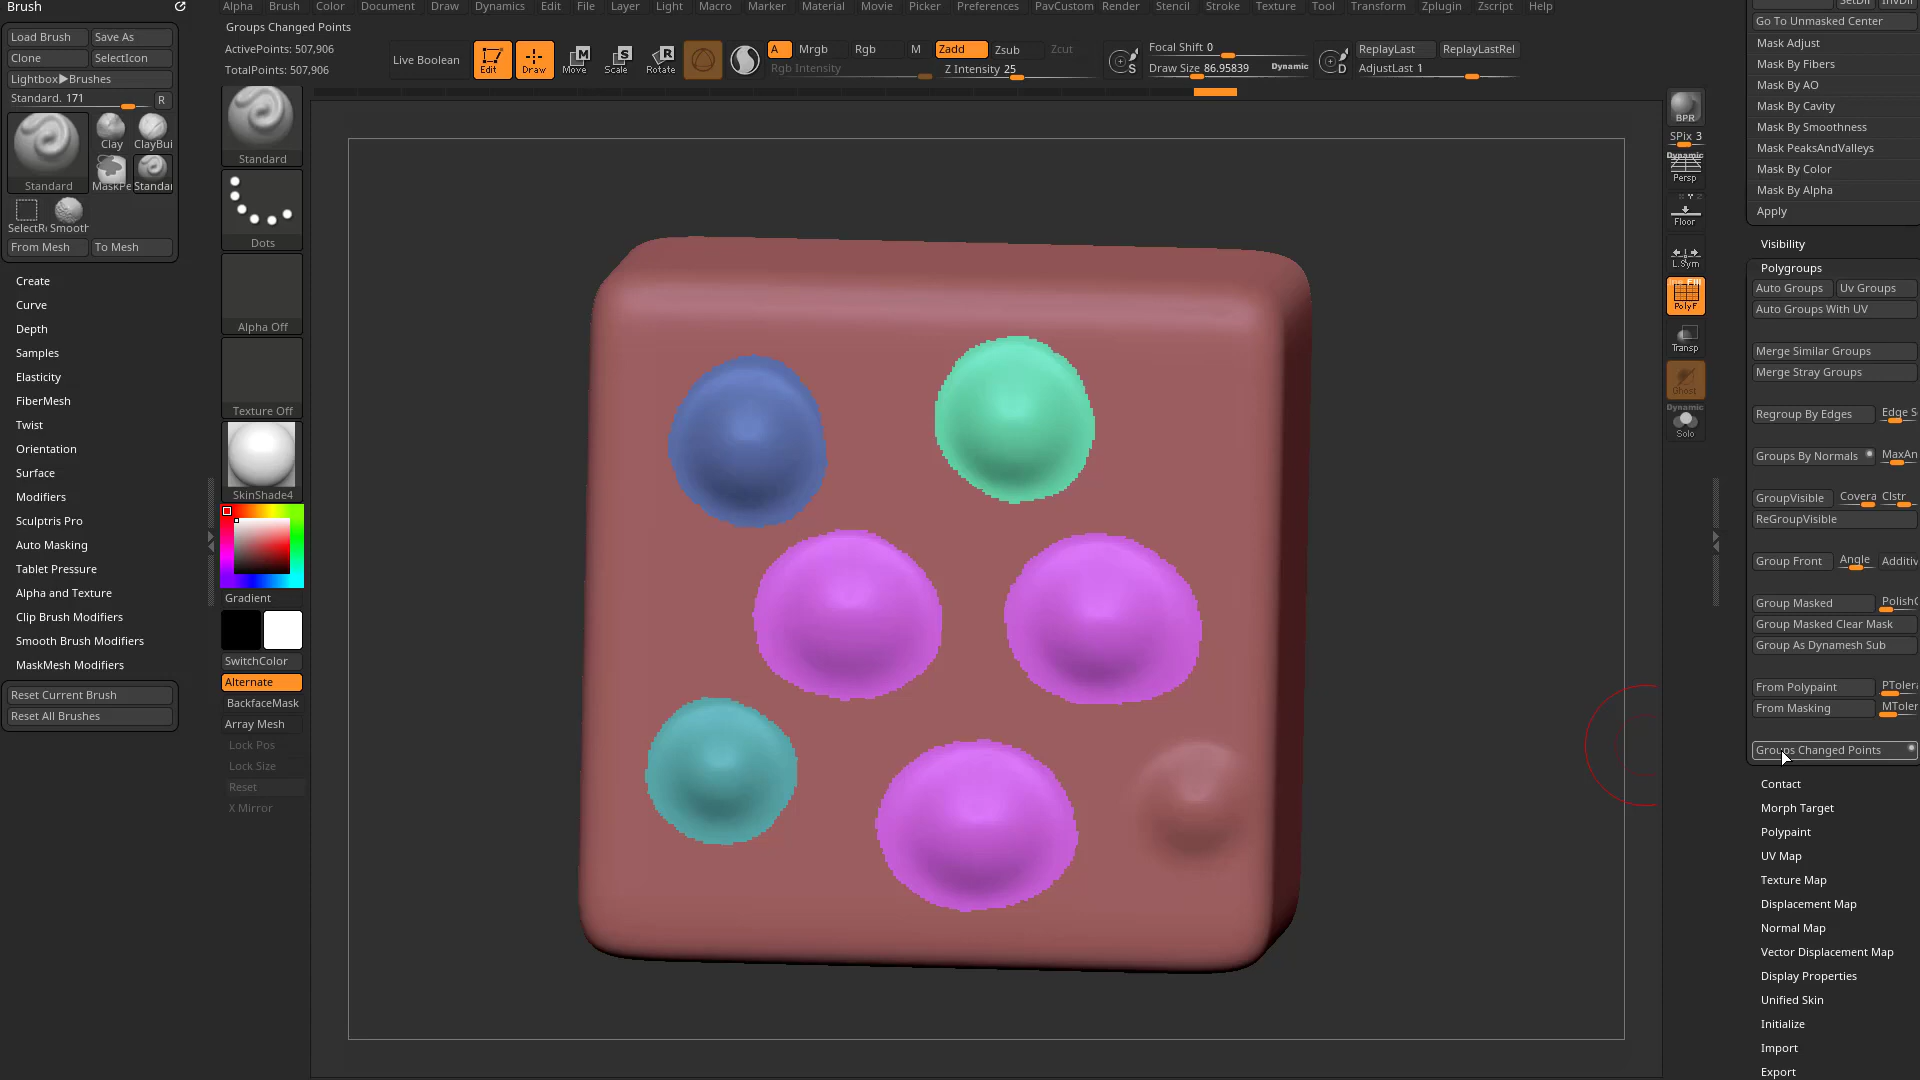 Brush
Alpha Brush Color Document Draw Dynamics Edit File Layer Light Macro Marker Material Movie Picker Preferences PavCustom Render Stencil Stroke Texture Tool Transform Zplugin Zscript Help
Groups Changed Points
ActivePoints: 507,906
TotalPoints: 507,906
Load Brush Save As
Clone SelectIcon
Lightbox▶Brushes
Standard. 171 R
Standard
Clay ClayBui
MaskPe Standar
SelectR Smooth
From Mesh To Mesh
Create
Curve
Depth
Samples
Elasticity
FiberMesh
Twist
Orientation
Surface
Modifiers
Sculptris Pro
Auto Masking
Tablet Pressure
Alpha and Texture
Clip Brush Modifiers
Smooth Brush Modifiers
MaskMesh Modifiers
Reset Current Brush
Reset All Brushes
Standard
Dots
Alpha Off
Texture Off
SkinShade4
Gradient
SwitchColor
Alternate
BackfaceMask
Array Mesh
Lock Pos
Lock Size
Reset
X Mirror
Live Boolean
Edit Draw Move Scale Rotate
A Mrgb Rgb M
Rgb Intensity
Zadd Zsub Zcut
Z Intensity 25
S
Focal Shift 0
Draw Size 86.95839 Dynamic
D
ReplayLast ReplayLastRel
AdjustLast 1
BPR
SPix 3
Dynamic
Persp
Floor
L.Sym
PolyF
Transp
Ghost
Dynamic
Solo
Go To Unmasked Center
Mask Adjust
Mask By Fibers
Mask By AO
Mask By Cavity
Mask By Smoothness
Mask PeaksAndValleys
Mask By Color
Mask By Alpha
Apply
Visibility
Polygroups
Auto Groups Uv Groups
Auto Groups With UV
Merge Similar Groups
Merge Stray Groups
Regroup By Edges Edge S
Groups By Normals MaxAn
GroupVisible Covera Clstr
ReGroupVisible
Group Front Angle Additiv
Group Masked Polish
Group Masked Clear Mask
Group As Dynamesh Sub
From Polypaint PTolera
From Masking MToler
Groups Changed Points
Contact
Morph Target
Polypaint
UV Map
Texture Map
Displacement Map
Normal Map
Vector Displacement Map
Display Properties
Unified Skin
Initialize
Import
Export